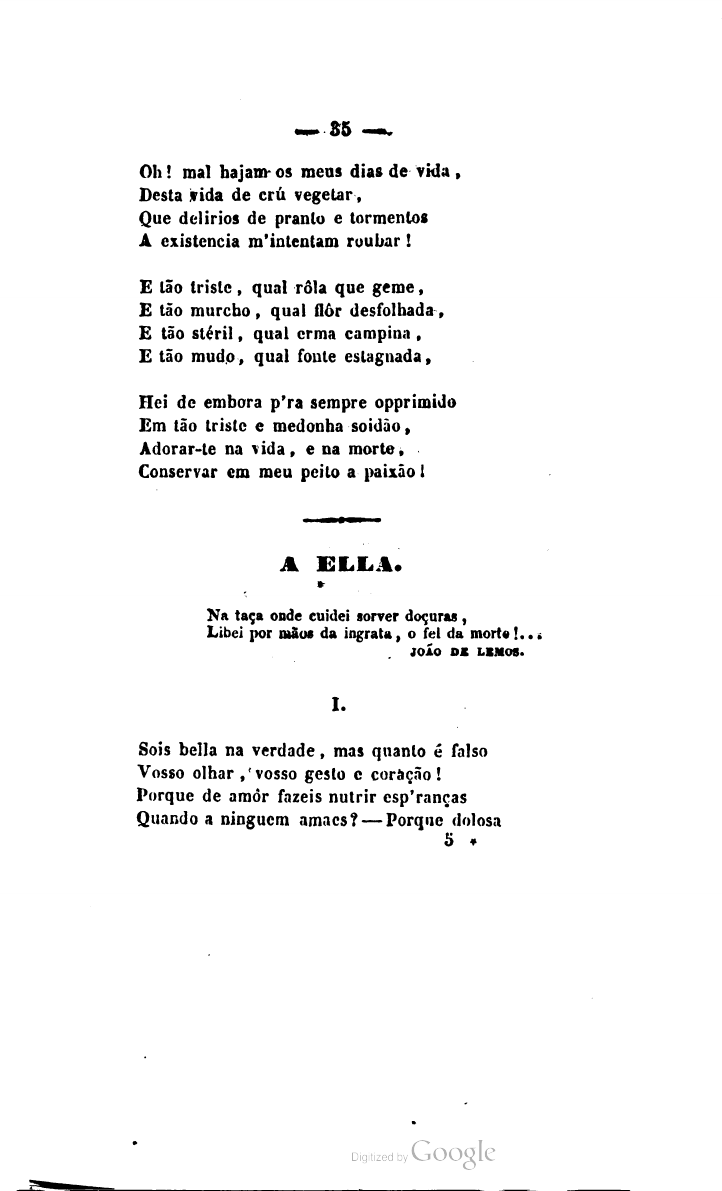 — 35 —
Oh! mal hajam os meus dias de vida,
Desta vida de crú vegetar,
Que delirios de pranto e tormentos
A existencia m'intentam roubar!
E tão triste, qual rôla que geme,
E tão murcho, qual flôr desfolhada,
E tão stéril, qual erma campina,
E tão mudo, qual fonte estagnada,
Hei de embora p'ra sempre opprimido
Em tão triste e medonha soidão,
Adorar-te na vida, e na morte,
Conservar em meu peito a paixão!
A ELLA.
Na taça onde cuidei sorver doçuras,
Libei por mãos da ingrata, o fel da morte!...
JOÃO DE LEMOS.
I.
Sois bella na verdade, mas quanto é falso
Vosso olhar, vosso gesto e coração!
Porque de amôr fazeis nutrir esp'ranças
Quando a ninguem amaes?—Porque dolosa
5 *
Digitized by Google